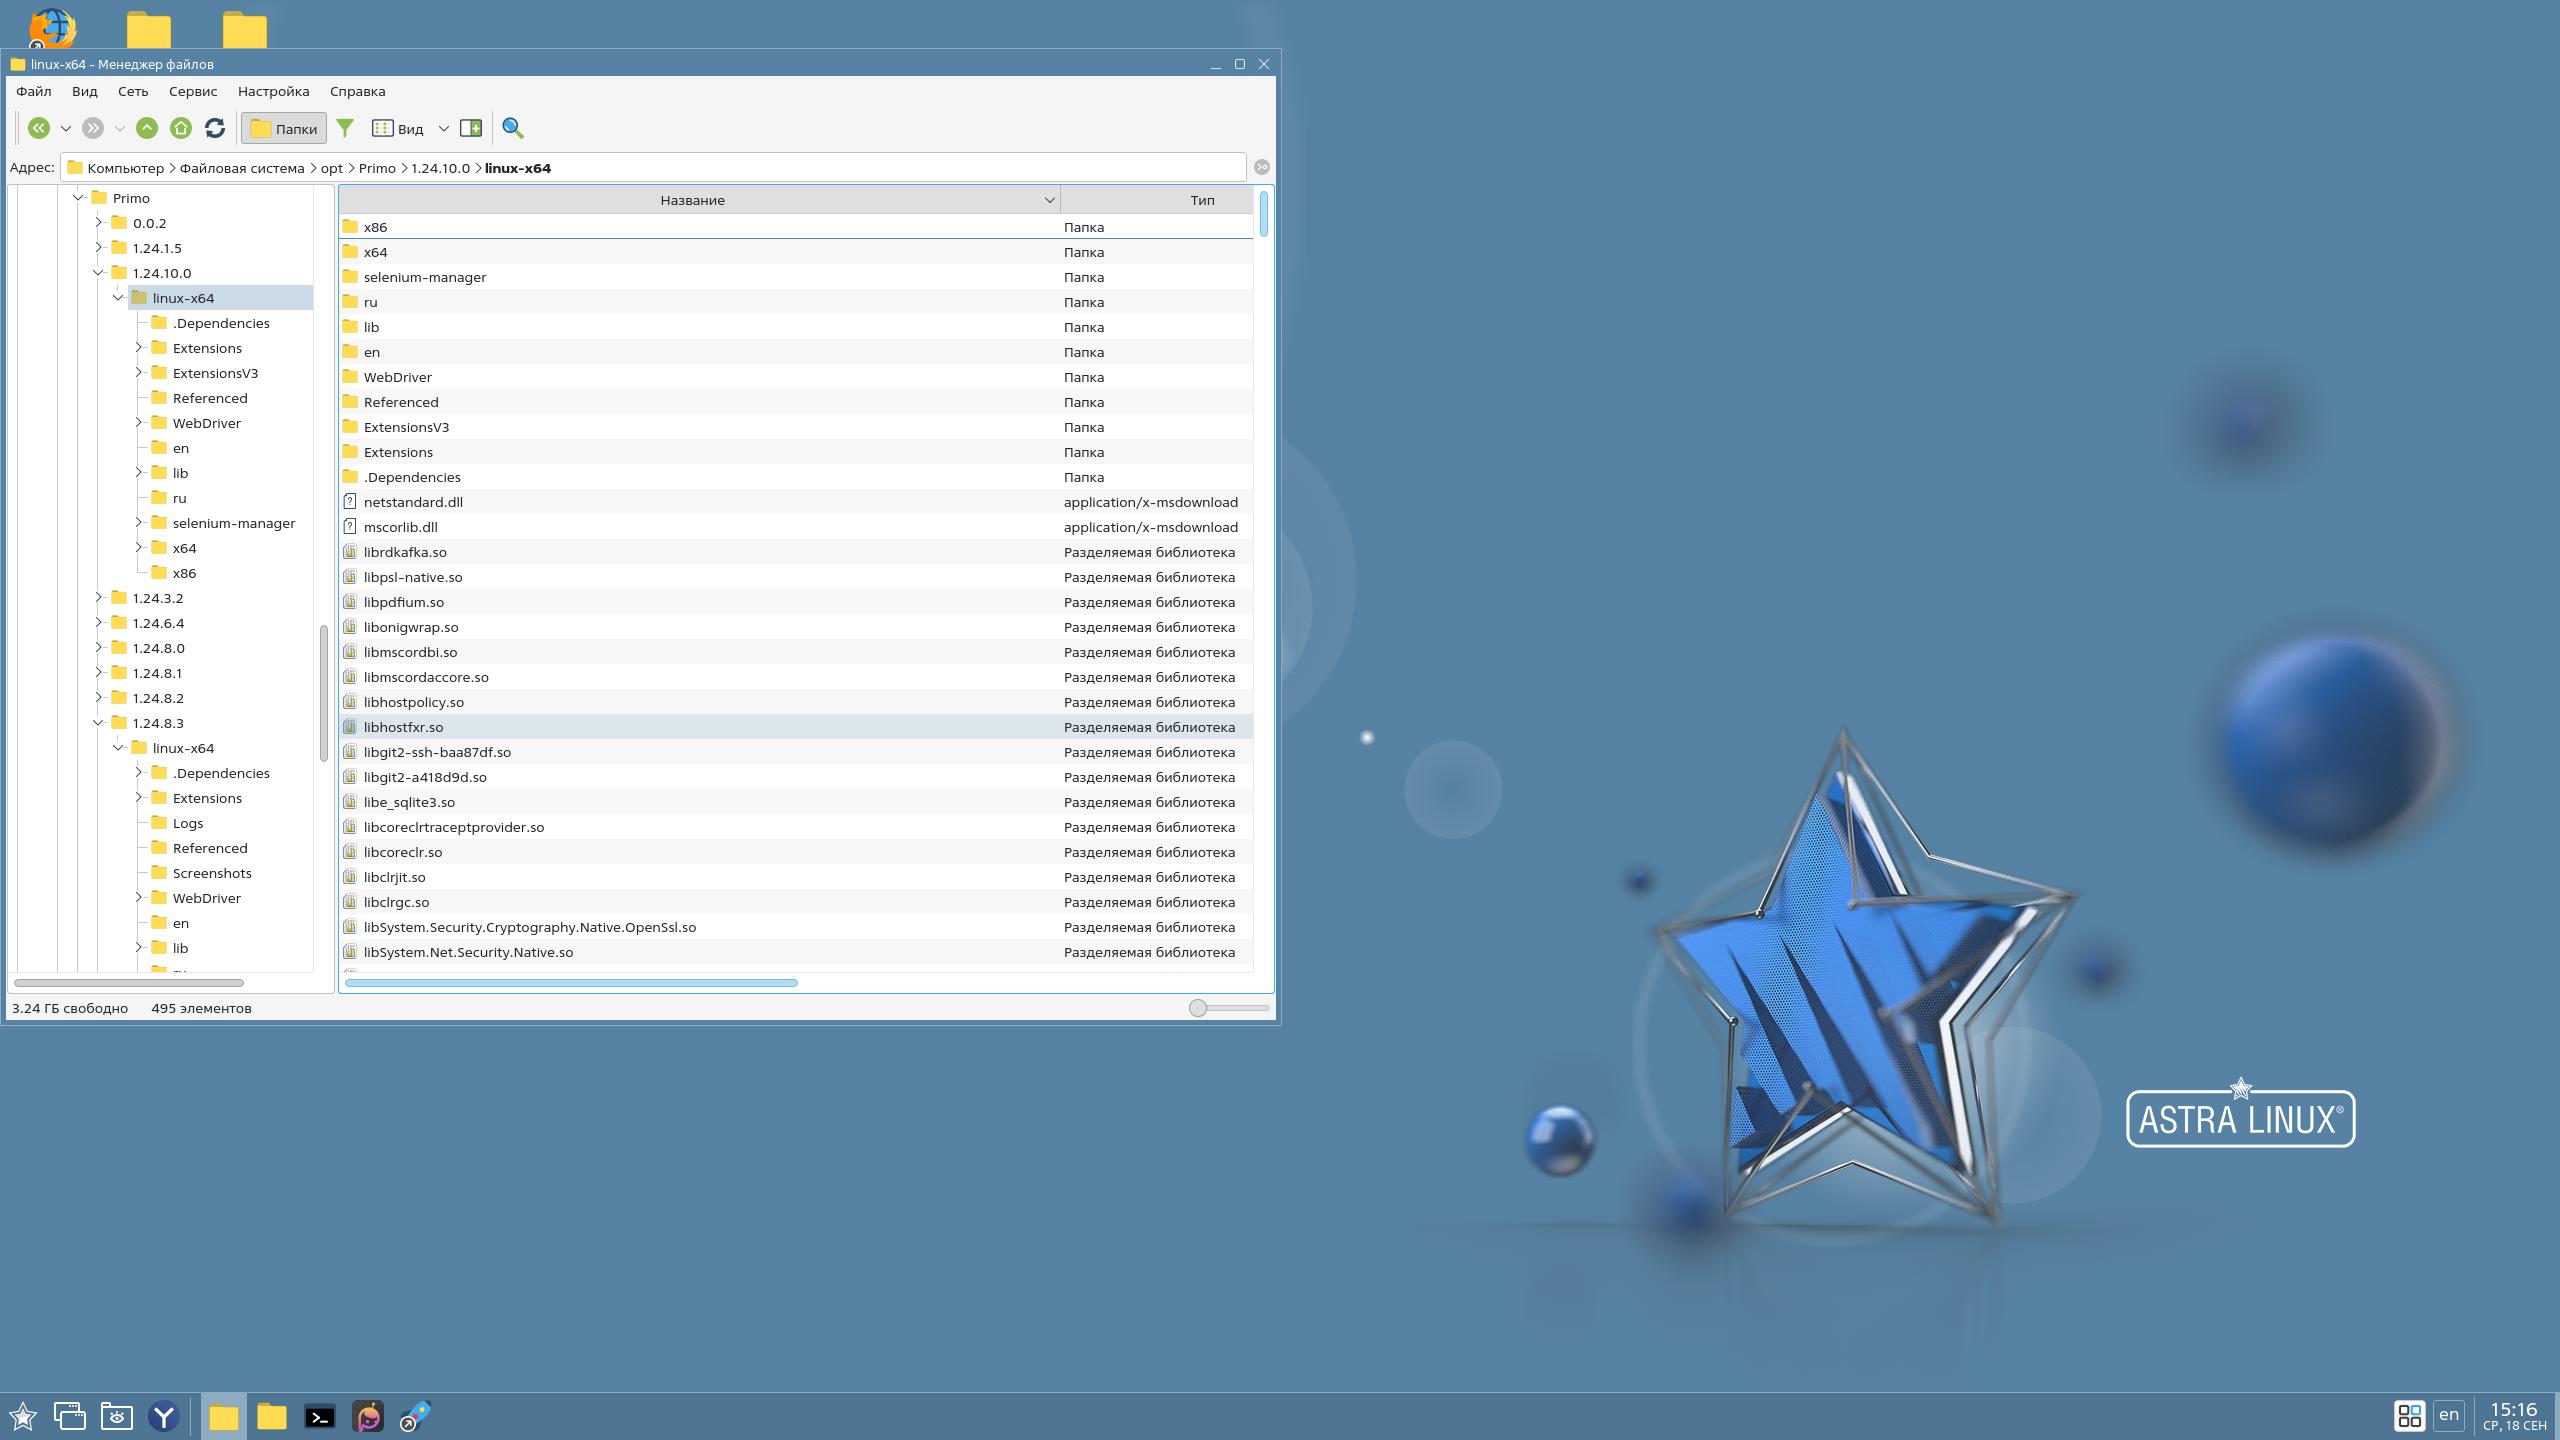 linux-x64 - Менеджер файлов
Файл Вид Сеть Сервис Настройка Справка
Папки Вид
Адрес: Компьютер Файловая система opt Primo 1.24.10.0 linux-x64
Primo
0.0.2
1.24.1.5
1.24.10.0
linux-x64
.Dependencies
Extensions
ExtensionsV3
Referenced
WebDriver
en
lib
ru
selenium-manager
x64
x86
1.24.3.2
1.24.6.4
1.24.8.0
1.24.8.1
1.24.8.2
1.24.8.3
linux-x64
.Dependencies
Extensions
Logs
Referenced
Screenshots
WebDriver
en
lib
Название Тип
x86 Папка
x64 Папка
selenium-manager Папка
ru Папка
lib Папка
en Папка
WebDriver Папка
Referenced Папка
ExtensionsV3 Папка
Extensions Папка
.Dependencies Папка
netstandard.dll application/x-msdownload
mscorlib.dll application/x-msdownload
librdkafka.so Разделяемая библиотека
libpsl-native.so Разделяемая библиотека
libpdfium.so Разделяемая библиотека
libonigwrap.so Разделяемая библиотека
libmscordbi.so Разделяемая библиотека
libmscordaccore.so Разделяемая библиотека
libhostpolicy.so Разделяемая библиотека
libhostfxr.so Разделяемая библиотека
libgit2-ssh-baa87df.so Разделяемая библиотека
libgit2-a418d9d.so Разделяемая библиотека
libe_sqlite3.so Разделяемая библиотека
libcoreclrtraceptprovider.so Разделяемая библиотека
libcoreclr.so Разделяемая библиотека
libclrjit.so Разделяемая библиотека
libclrgc.so Разделяемая библиотека
libSystem.Security.Cryptography.Native.OpenSsl.so Разделяемая библиотека
libSystem.Net.Security.Native.so Разделяемая библиотека
3.24 ГБ свободно 495 элементов
ASTRA LINUX®
en
15:16
СР, 18 СЕН